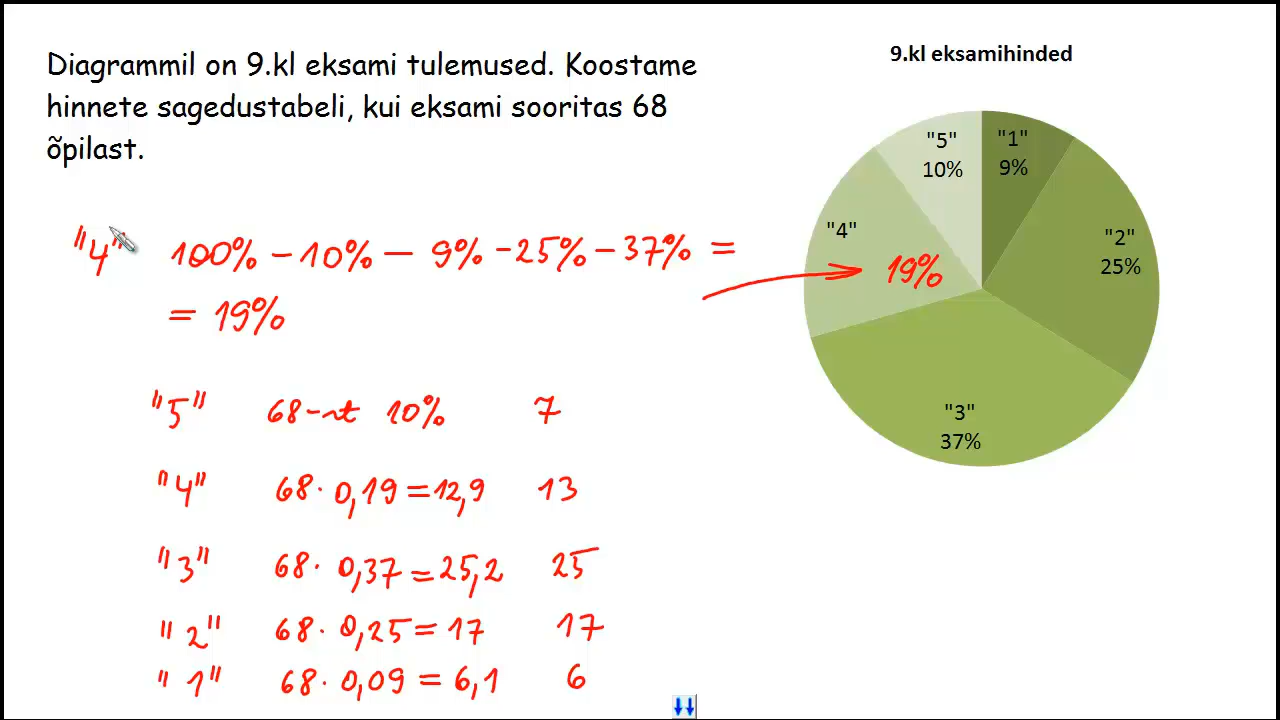 Diagrammil on 9.kl eksami tulemused. Koostame
hinnete sagedustabeli, kui eksami sooritas 68
õpilast.
"4" 100% - 10% - 9% - 25% - 37% =
= 19%
"5" 68-st 10% 7
"4" 68 · 0,19 = 12,9 13
"3" 68 · 0,37 = 25,2 25
"2" 68 · 0,25 = 17 17
"1" 68 · 0,09 = 6,1 6
9.kl eksamihinded
"5"
10%
"1"
9%
"4"
19%
"2"
25%
"3"
37%